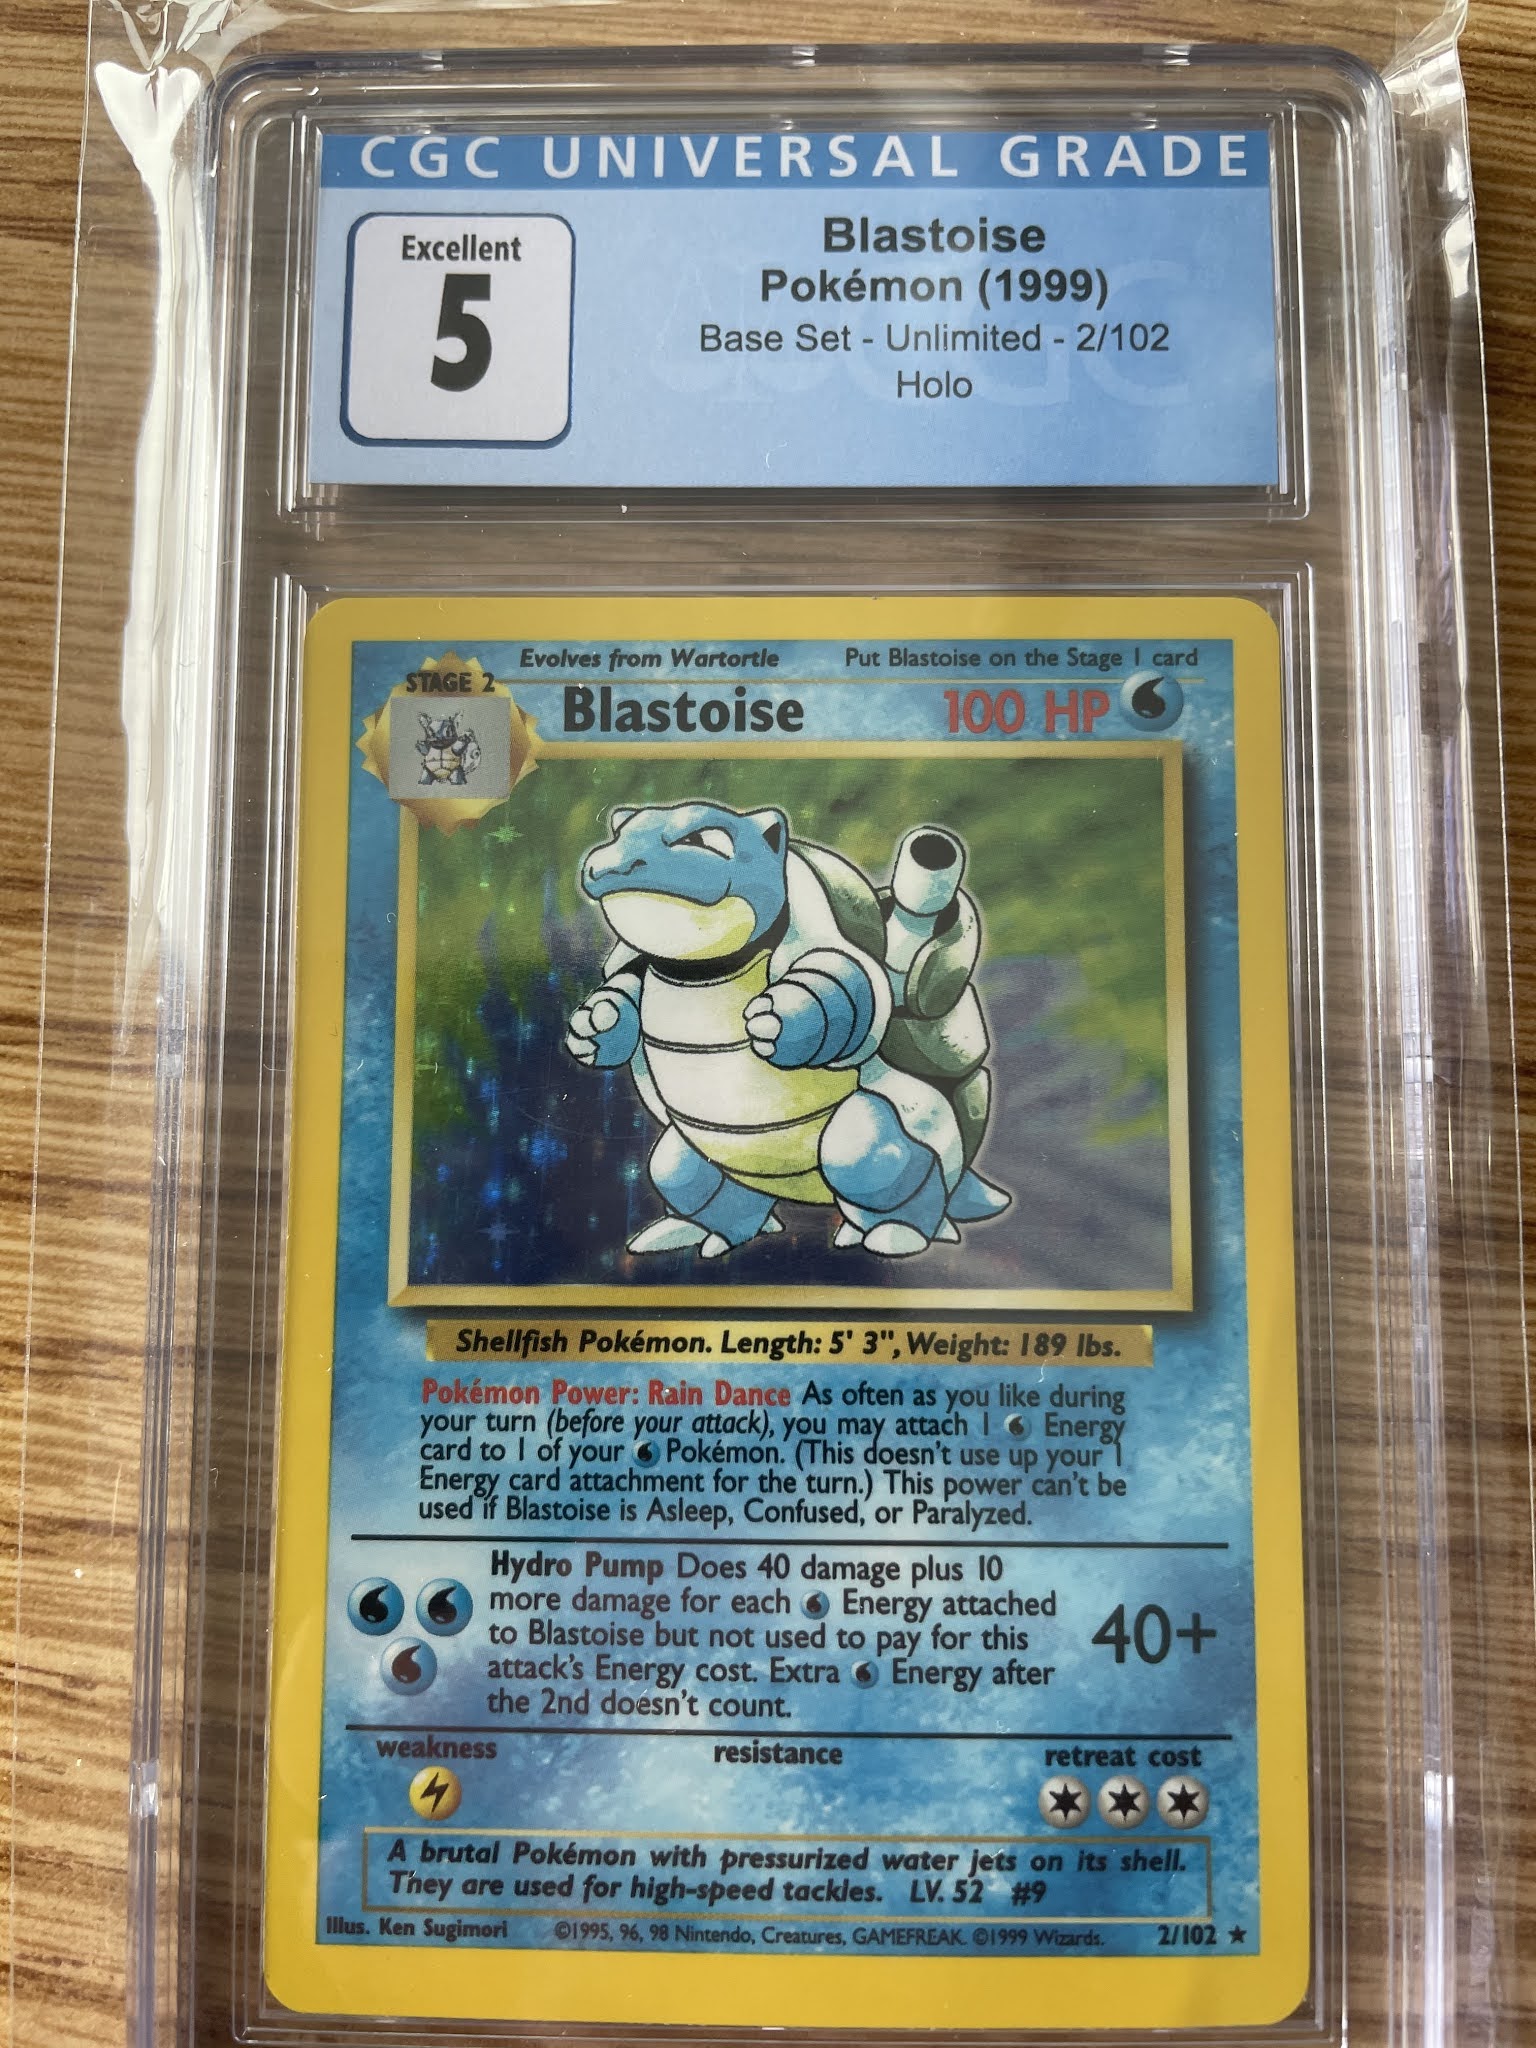 CGC UNIVERSAL GRADE
Excellent
5
Blastoise
Pokémon (1999)
Base Set - Unlimited - 2/102
Holo
Evolves from Wartortle
Put Blastoise on the Stage 1 card
STAGE 2
Blastoise
100 HP
Shellfish Pokémon. Length: 5' 3", Weight: 189 lbs.
Pokémon Power: Rain Dance As often as you like during
your turn (before your attack), you may attach 1 Energy
card to 1 of your Pokémon. (This doesn't use up your 1
Energy card attachment for the turn.) This power can't be
used if Blastoise is Asleep, Confused, or Paralyzed.
Hydro Pump Does 40 damage plus 10
more damage for each Energy attached
to Blastoise but not used to pay for this
attack's Energy cost. Extra Energy after
the 2nd doesn't count.
40+
weakness
resistance
retreat cost
A brutal Pokémon with pressurized water jets on its shell.
They are used for high-speed tackles. LV. 52 #9
Illus. Ken Sugimori
©1995, 96, 98 Nintendo, Creatures, GAMEFREAK. ©1999 Wizards.
2/102 ★